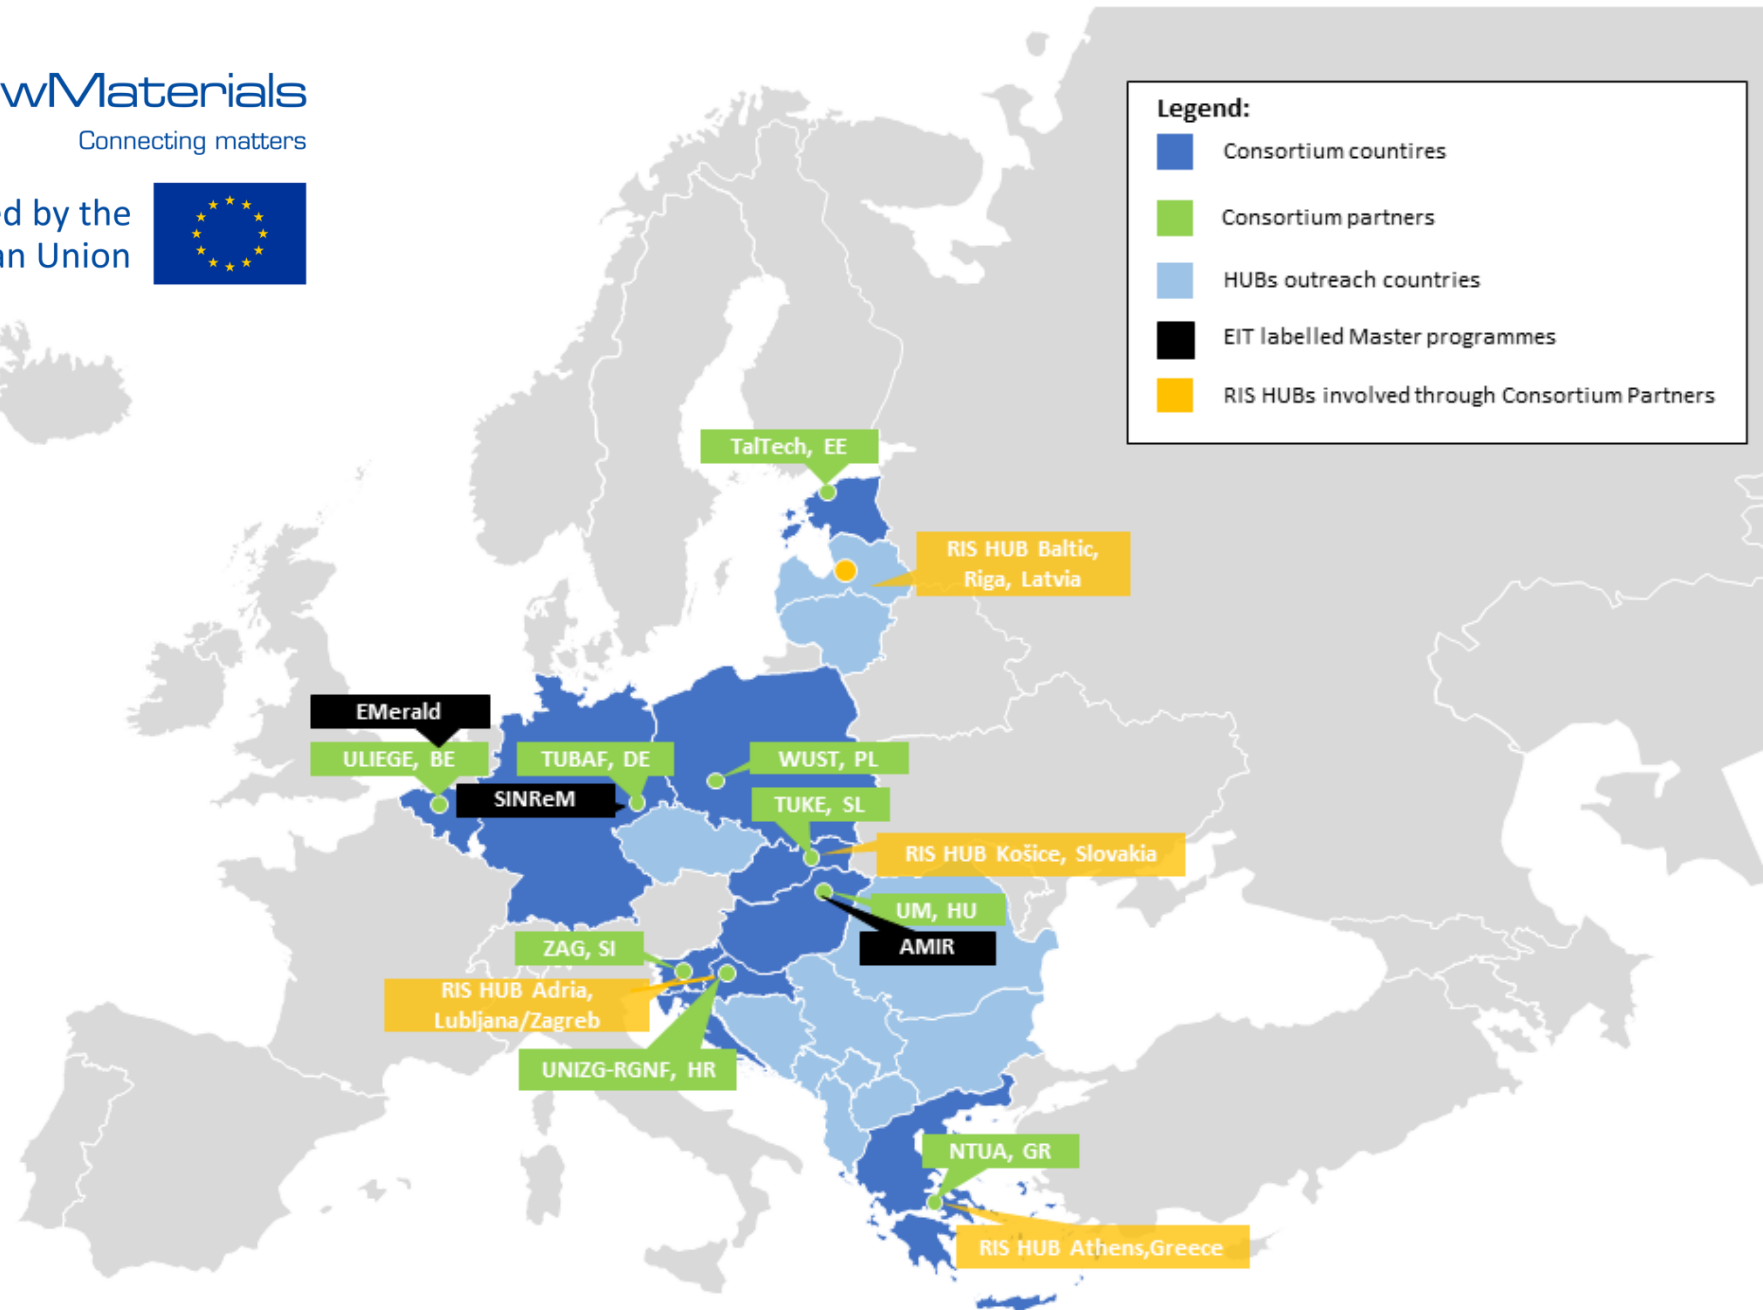 wMaterials
Connecting matters
ed by the
an Union
Legend:
Consortium countires
Consortium partners
HUBs outreach countries
EIT labelled Master programmes
RIS HUBs involved through Consortium Partners
TalTech, EE
RIS HUB Baltic,
Riga, Latvia
EMerald
ULIEGE, BE
TUBAF, DE
WUST, PL
SINReM
TUKE, SL
RIS HUB Košice, Slovakia
UM, HU
AMIR
ZAG, SI
RIS HUB Adria,
Lubljana/Zagreb
UNIZG-RGNF, HR
NTUA, GR
RIS HUB Athens,Greece